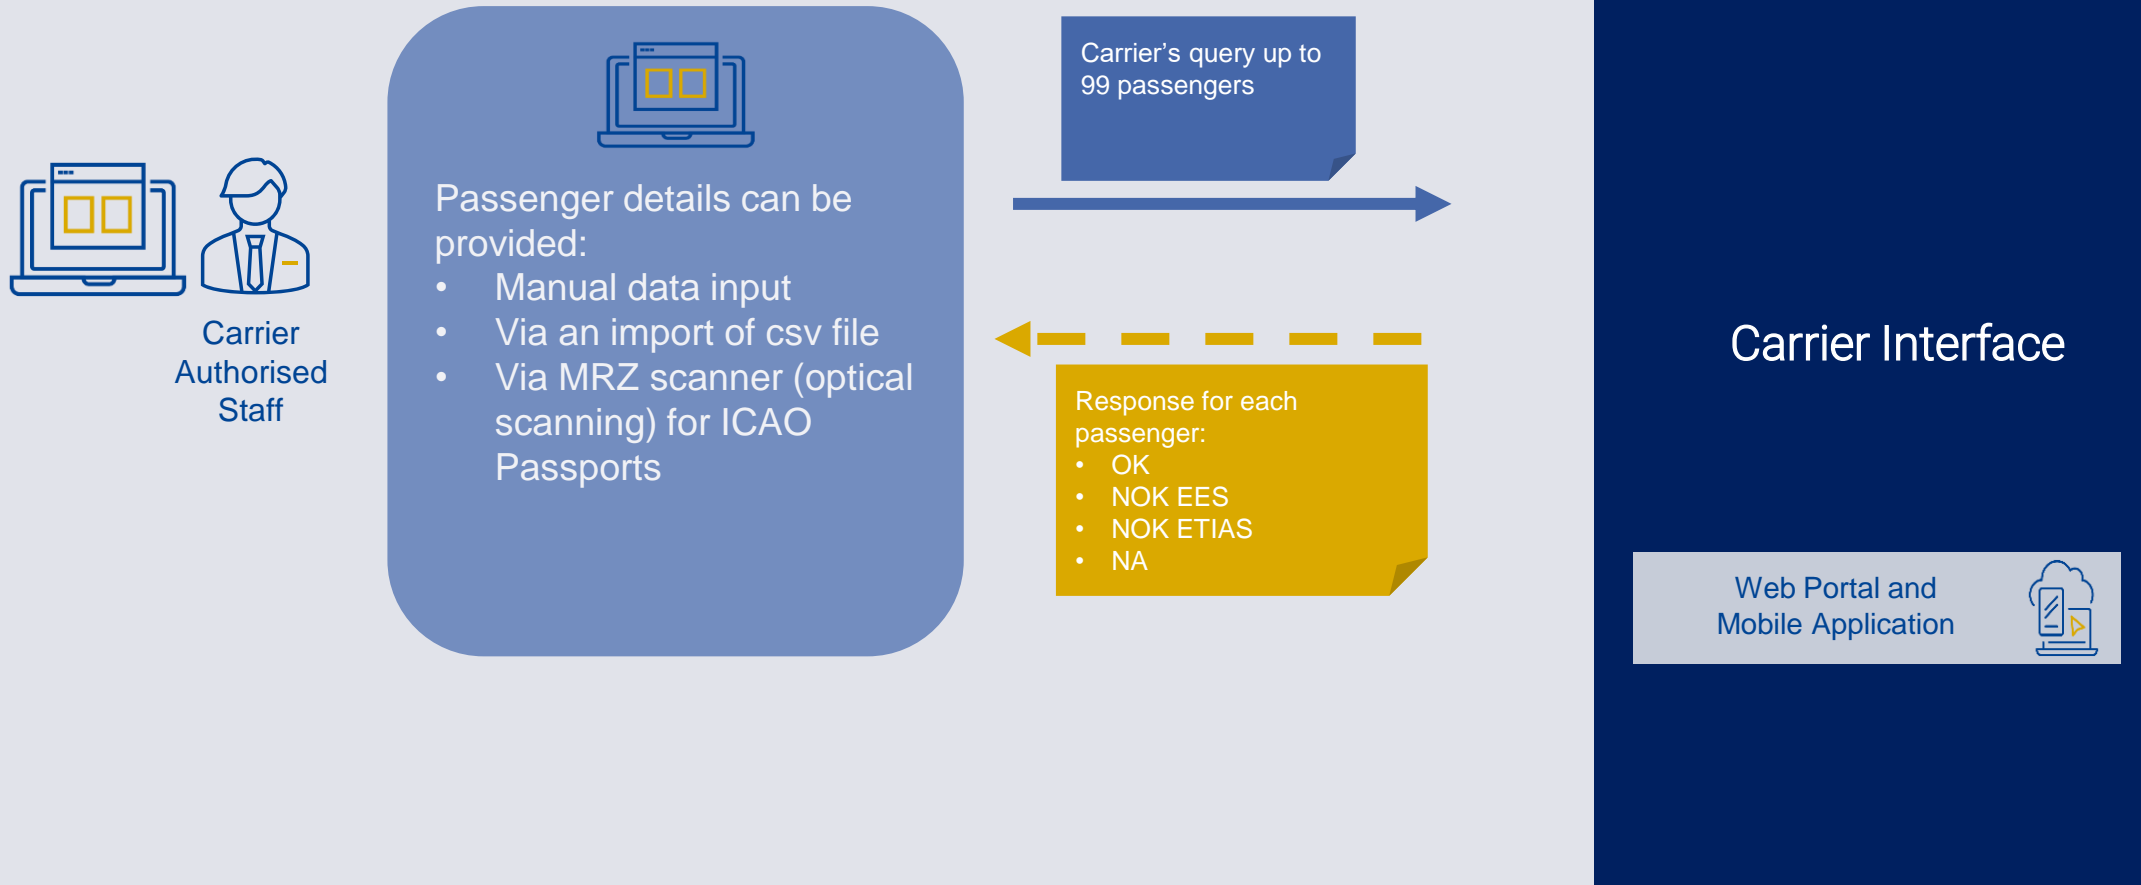 Carrier
Authorised
Staff
Passenger details can be
provided:
• Manual data input
• Via an import of csv file
• Via MRZ scanner (optical
scanning) for ICAO
Passports
Carrier’s query up to
99 passengers
Response for each
passenger:
• OK
• NOK EES
• NOK ETIAS
• NA
Carrier Interface
Web Portal and
Mobile Application